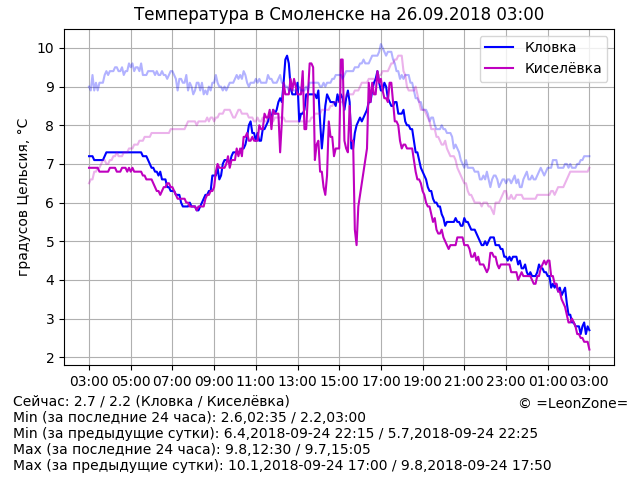 Температура в Смоленске на 26.09.2018 03:00
Кловка
Киселёвка
градусов Цельсия, °C
10
9
8
7
6
5
4
3
2
03:00 05:00 07:00 09:00 11:00 13:00 15:00 17:00 19:00 21:00 23:00 01:00 03:00
Сейчас: 2.7 / 2.2 (Кловка / Киселёвка)
© =LeonZone=
Min (за последние 24 часа): 2.6,02:35 / 2.2,03:00
Min (за предыдущие сутки): 6.4,2018-09-24 22:15 / 5.7,2018-09-24 22:25
Max (за последние 24 часа): 9.8,12:30 / 9.7,15:05
Max (за предыдущие сутки): 10.1,2018-09-24 17:00 / 9.8,2018-09-24 17:50